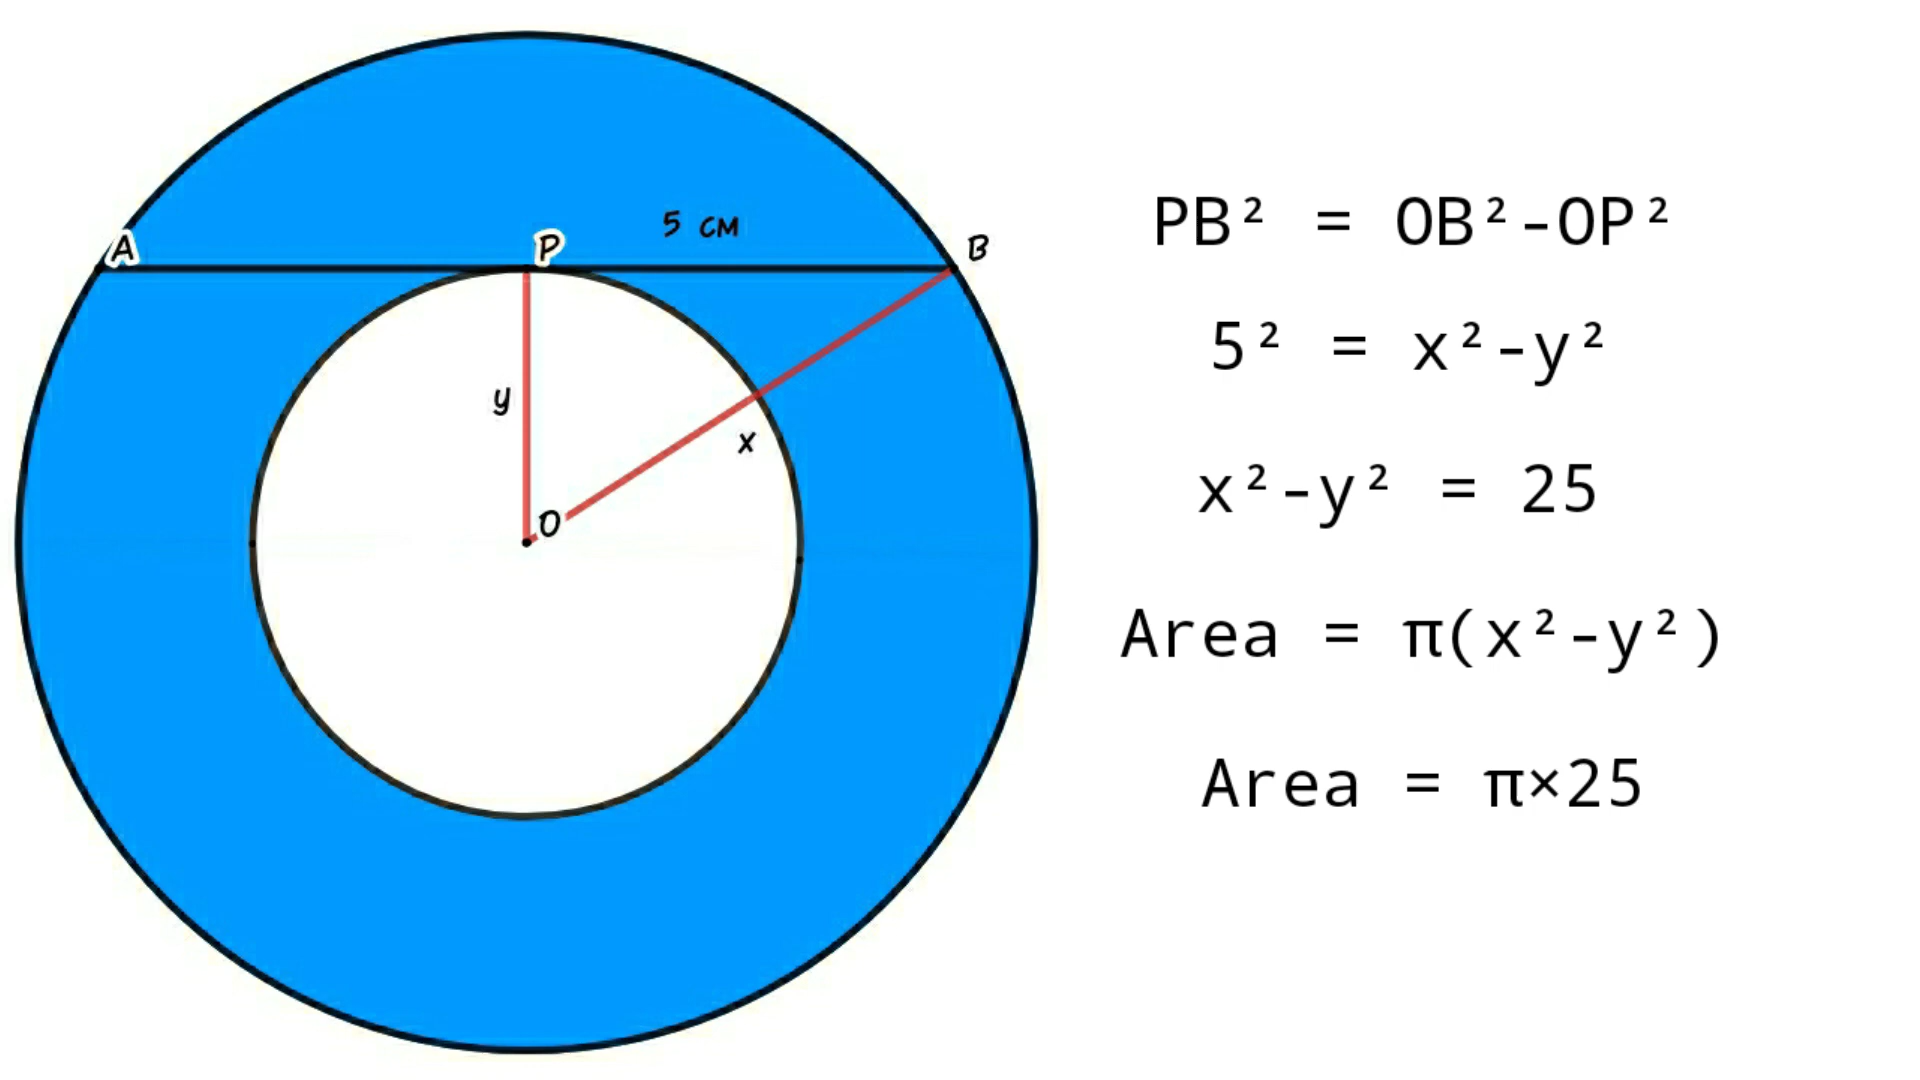 5 CM
A
P
B
y
x
O
PB² = OB²-OP²
5² = x²-y²
x²-y² = 25
Area = π(x²-y²)
Area = π×25